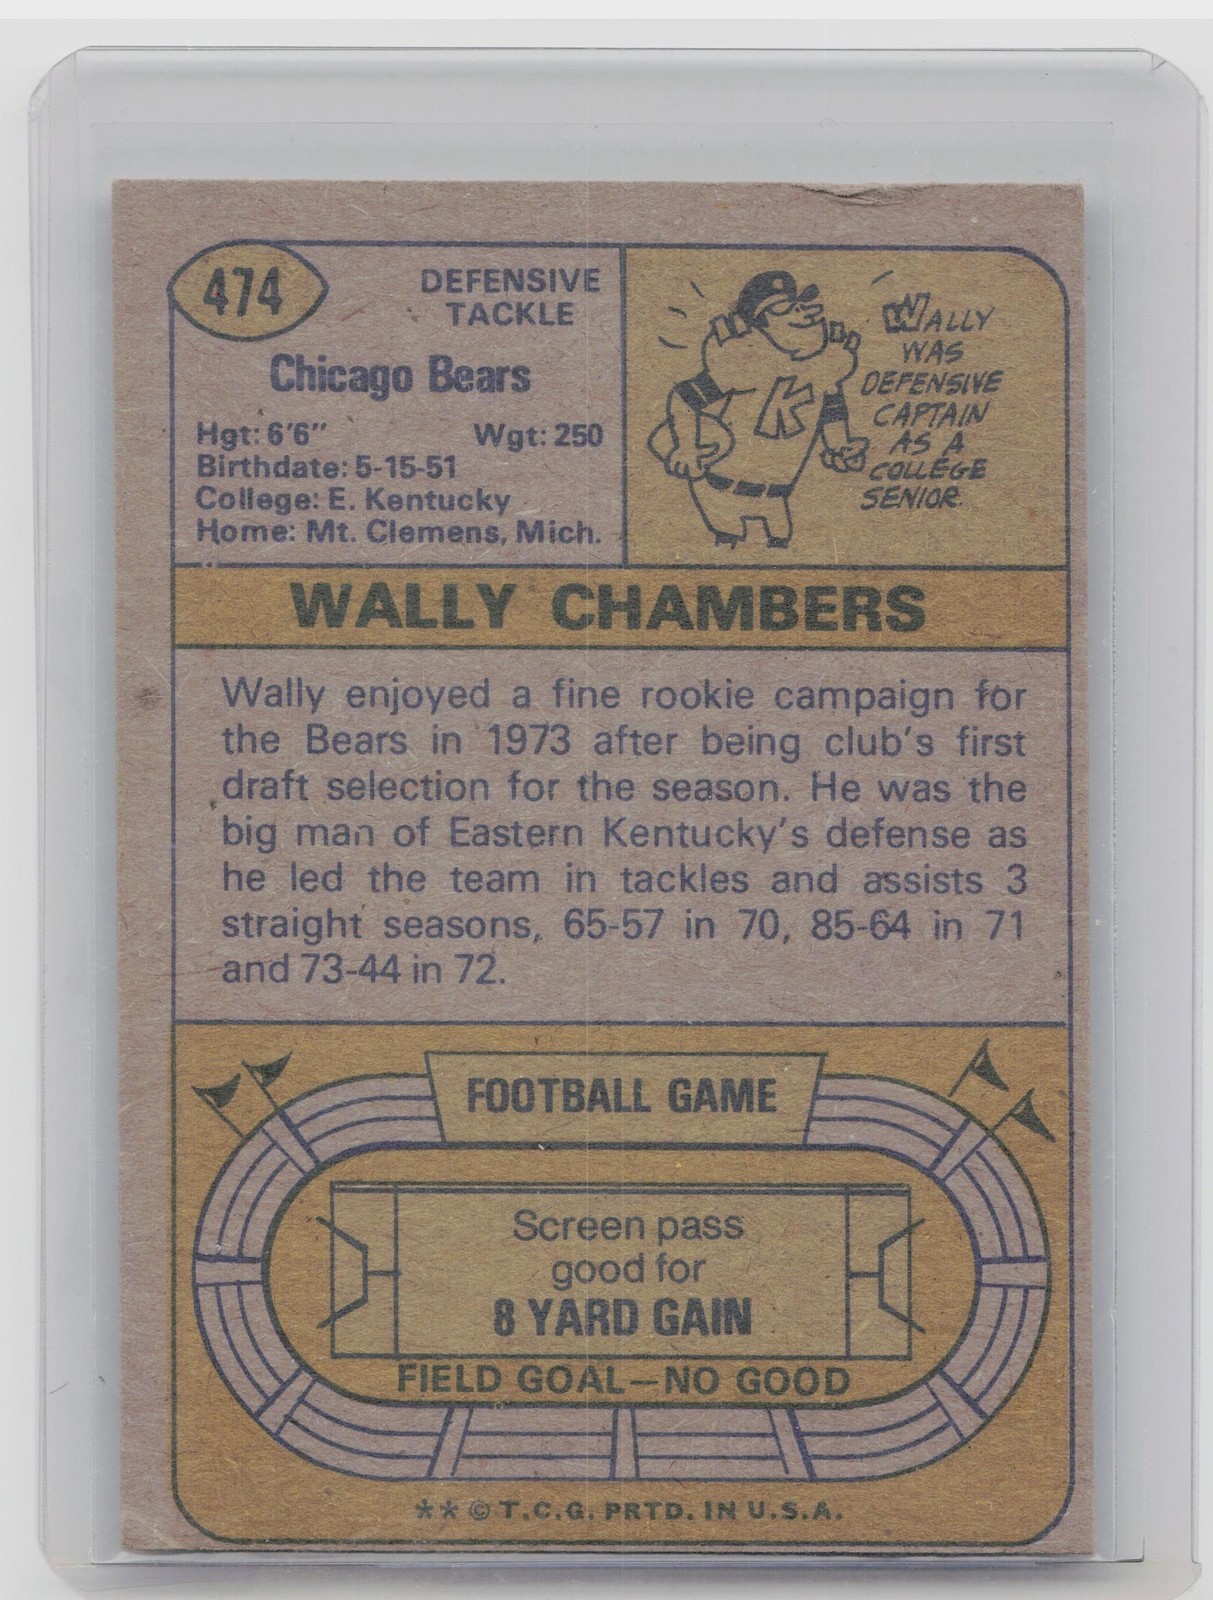 474
DEFENSIVE
TACKLE
Chicago Bears
Hgt: 6'6" Wgt: 250
Birthdate: 5-15-51
College: E. Kentucky
Home: Mt. Clemens, Mich.
K
WALLY
WAS
DEFENSIVE
CAPTAIN
AS A
COLLEGE
SENIOR.
WALLY CHAMBERS
Wally enjoyed a fine rookie campaign for
the Bears in 1973 after being club's first
draft selection for the season. He was the
big man of Eastern Kentucky's defense as
he led the team in tackles and assists 3
straight seasons, 65-57 in 70, 85-64 in 71
and 73-44 in 72.
FOOTBALL GAME
Screen pass
good for
8 YARD GAIN
FIELD GOAL—NO GOOD
** © T.C.G. PRTD. IN U.S.A.